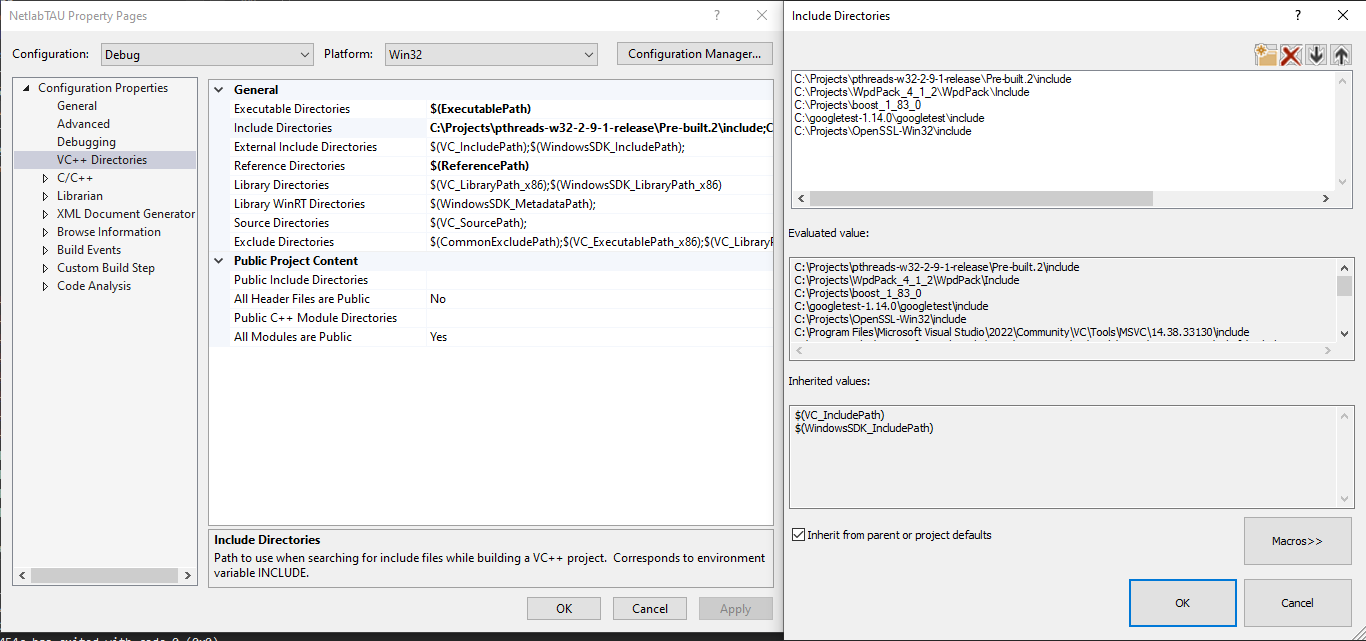 NetlabTAU Property Pages
?
Configuration:
Debug
Platform:
Win32
Configuration Manager...
Configuration Properties
General
Advanced
Debugging
VC++ Directories
C/C++
Librarian
XML Document Generator
Browse Information
Build Events
Custom Build Step
Code Analysis
General
Executable Directories $(ExecutablePath)
Include Directories C:\Projects\pthreads-w32-2-9-1-release\Pre-built.2\include;C
External Include Directories $(VC_IncludePath);$(WindowsSDK_IncludePath);
Reference Directories $(ReferencePath)
Library Directories $(VC_LibraryPath_x86);$(WindowsSDK_LibraryPath_x86)
Library WinRT Directories $(WindowsSDK_MetadataPath);
Source Directories $(VC_SourcePath);
Exclude Directories $(CommonExcludePath);$(VC_ExecutablePath_x86);$(VC_LibraryP
Public Project Content
Public Include Directories
All Header Files are Public No
Public C++ Module Directories
All Modules are Public Yes
Include Directories
Path to use when searching for include files while building a VC++ project.  Corresponds to environment
variable INCLUDE.
OK
Cancel
Apply
Include Directories
?
C:\Projects\pthreads-w32-2-9-1-release\Pre-built.2\include
C:\Projects\WpdPack_4_1_2\WpdPack\Include
C:\Projects\boost_1_83_0
C:\googletest-1.14.0\googletest\include
C:\Projects\OpenSSL-Win32\include
Evaluated value:
C:\Projects\pthreads-w32-2-9-1-release\Pre-built.2\include
C:\Projects\WpdPack_4_1_2\WpdPack\Include
C:\Projects\boost_1_83_0
C:\googletest-1.14.0\googletest\include
C:\Projects\OpenSSL-Win32\include
C:\Program Files\Microsoft Visual Studio\2022\Community\VC\Tools\MSVC\14.38.33130\include
Inherited values:
$(VC_IncludePath)
$(WindowsSDK_IncludePath)
Inherit from parent or project defaults
Macros>>
OK
Cancel